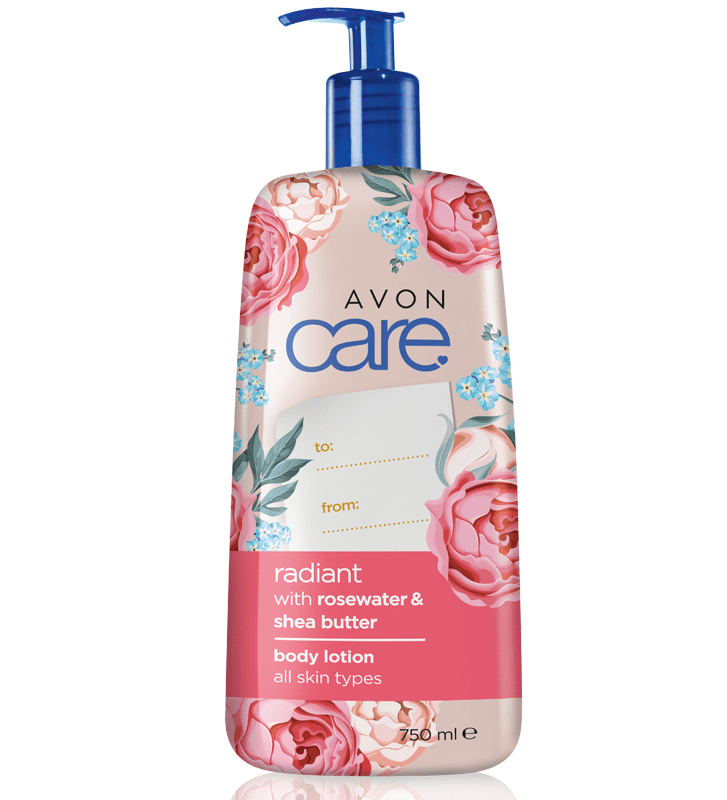 AVON
care
to:
from:
radiant
with rosewater &
shea butter
body lotion
all skin types
750 ml ℮